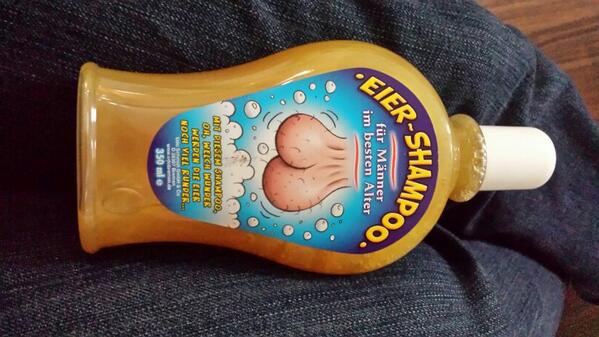 EIER-SHAMPOO
für Männer
im besten Alter
MIT DIESEM SHAMPOO,
OH, WELCH WUNDER
WERDEN DIE EIER
NOCH VIEL RUNDER...
350 ml e